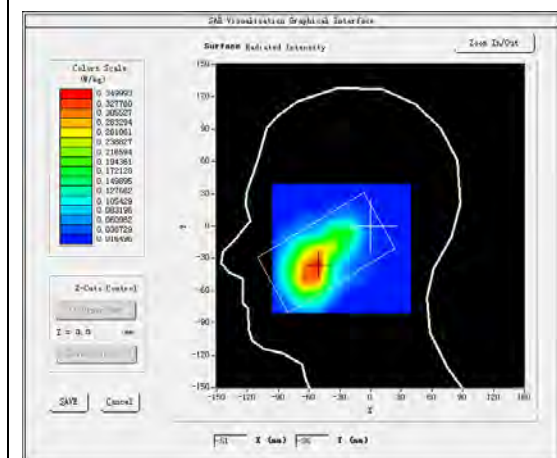 SAR Visualisation Graphical Interface
Surface Radiated Intensity
Zoom In/Out
Colors Scale
(W/kg)
0.349993
0.327760
0.305527
0.283294
0.261061
0.238827
0.216594
0.194361
0.172128
0.149895
0.127662
0.105429
0.083196
0.060962
0.038729
0.016496
Z-Cuts Control
Z = 0.0 mm
SAVE
Cancel
150
120
90
60
30
0
-30
-60
-90
-120
-150
Y
-150 -120 -90 -60 -30 0 30 60 90 120 150
X
-51 X (mm) -36 Y (mm)